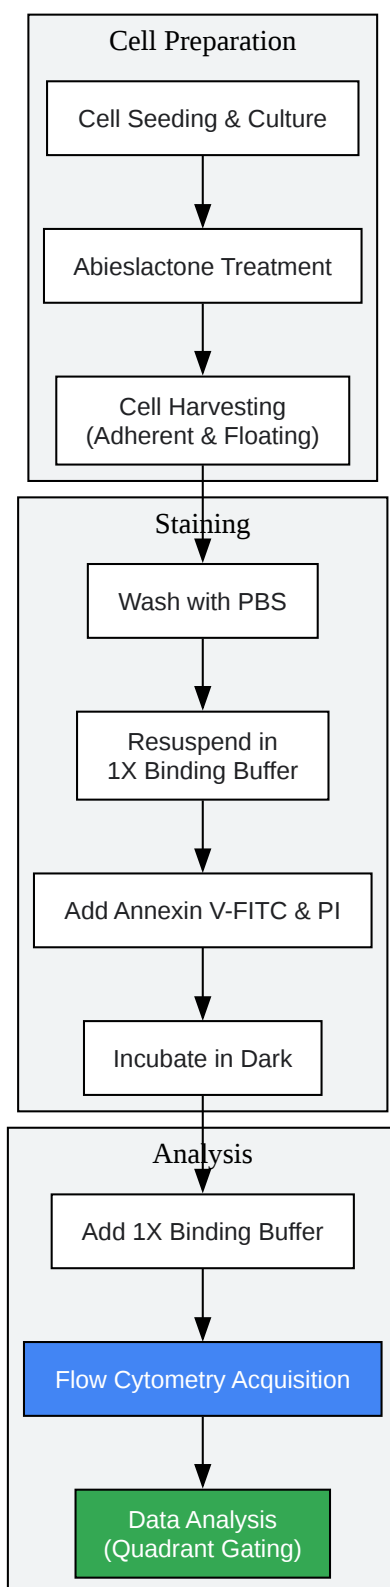 Cell Preparation
Cell Seeding & Culture
Abieslactone Treatment
Cell Harvesting
(Adherent & Floating)
Staining
Wash with PBS
Resuspend in
1X Binding Buffer
Add Annexin V-FITC & PI
Incubate in Dark
Analysis
Add 1X Binding Buffer
Flow Cytometry Acquisition
Data Analysis
(Quadrant Gating)